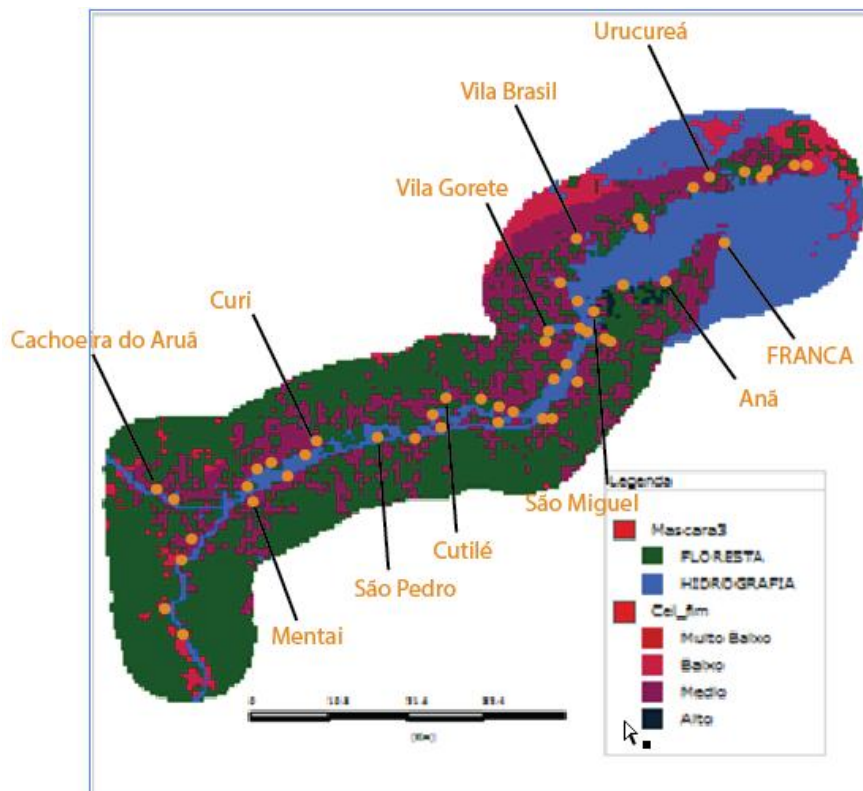 Urucureá
Vila Brasil
Vila Gorete
Curi
Cachoeira do Aruã
FRANCA
Anã
São Miguel
Cutilé
São Pedro
Mentai
Legenda
Mascara3
FLORESTA
HIDROGRAFIA
Cel_fim
Muito Baixo
Baixo
Medio
Alto
0